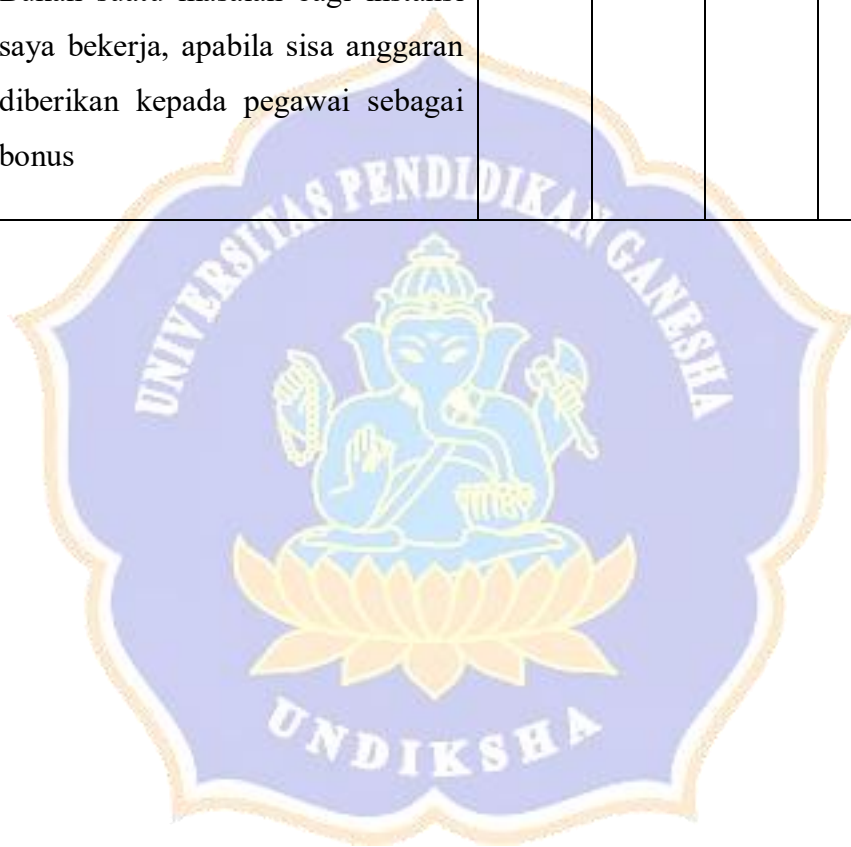 saya bekerja, apabila sisa anggaran
diberikan kepada pegawai sebagai
bonus
UNIVERSITAS PENDIDIKAN GANESHA
UNDIKSHA